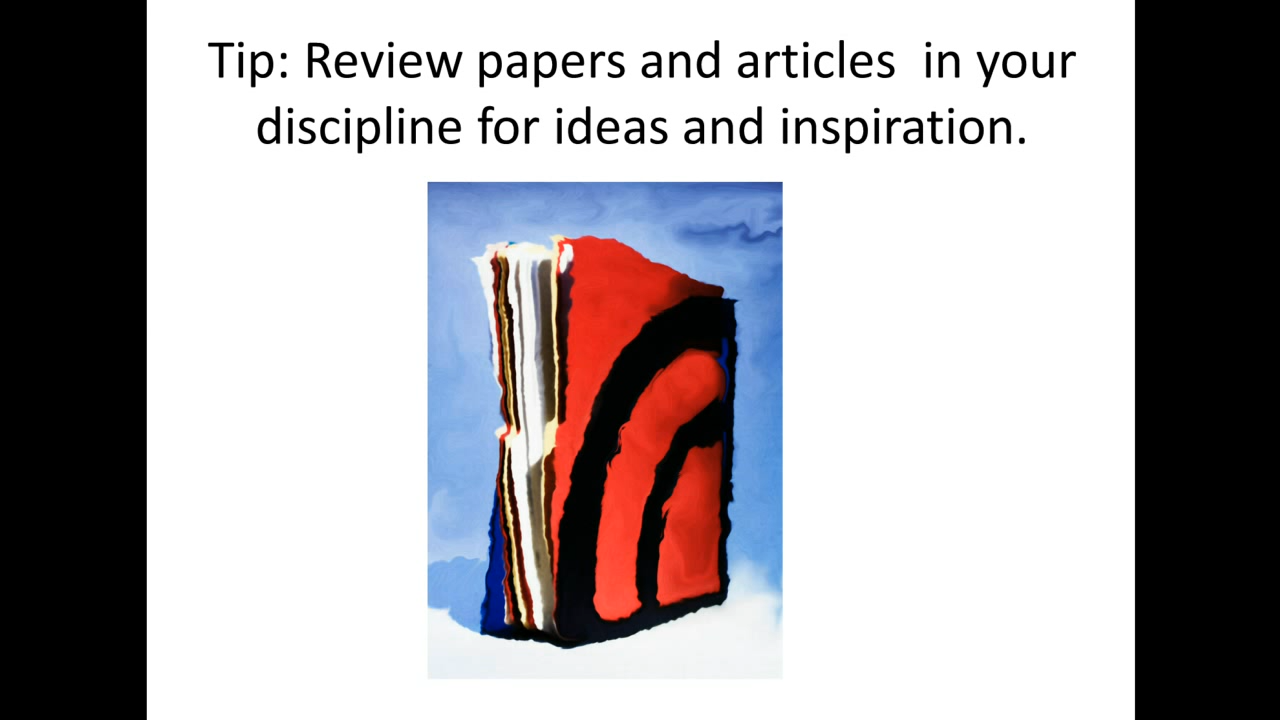 Tip: Review papers and articles  in your
discipline for ideas and inspiration.